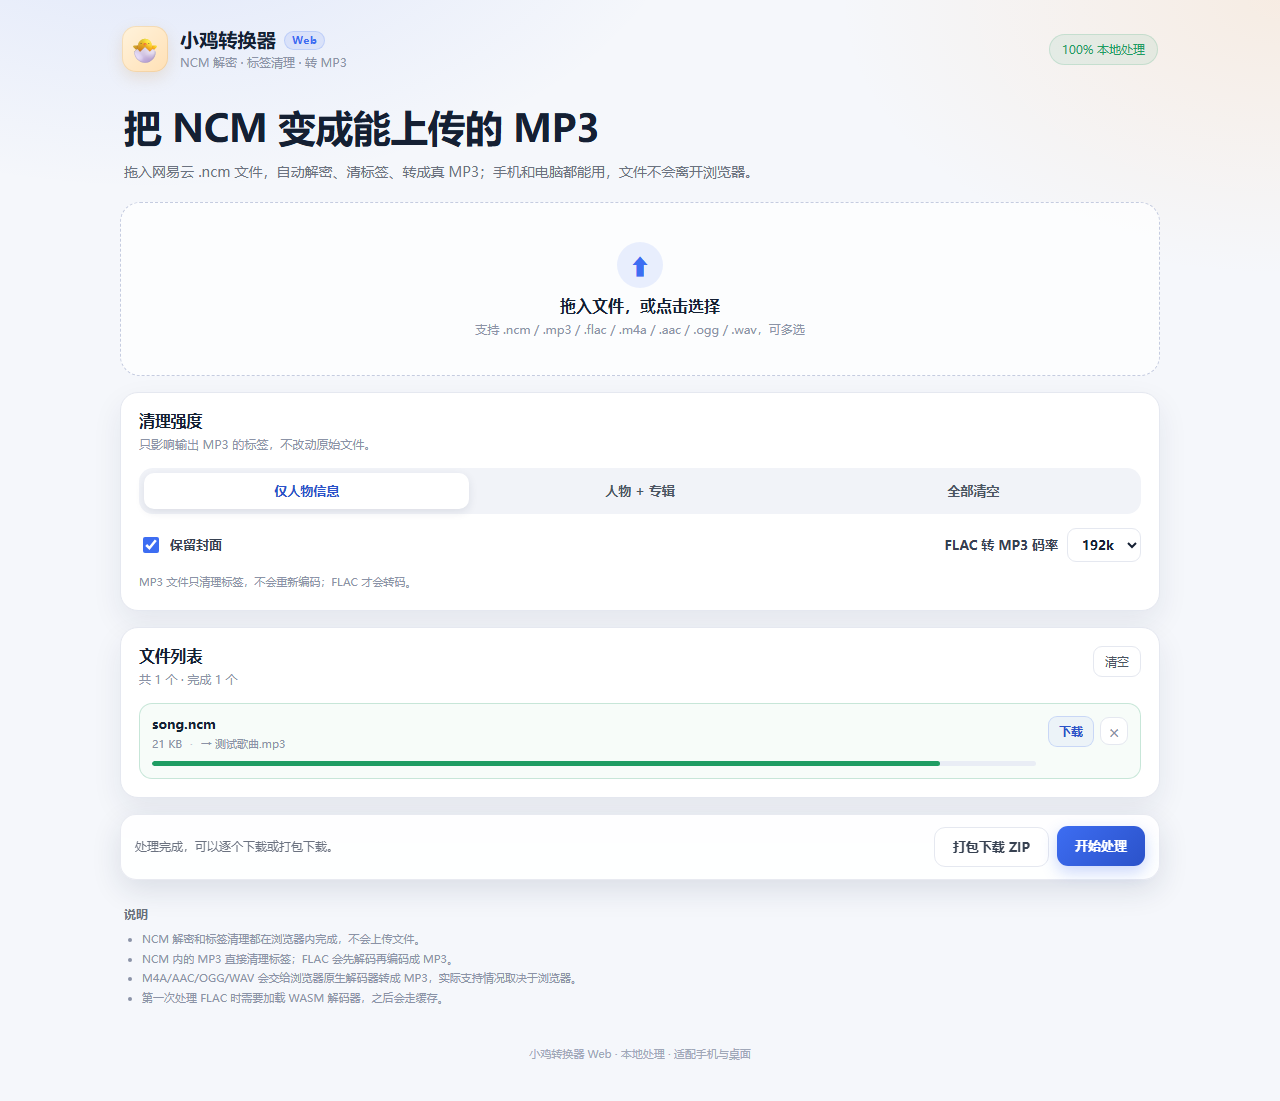 小鸡转换器 Web
NCM 解密 · 标签清理 · 转 MP3
100% 本地处理
把 NCM 变成能上传的 MP3
拖入网易云 .ncm 文件，自动解密、清标签、转成真 MP3；手机和电脑都能用，文件不会离开浏览器。
拖入文件，或点击选择
支持 .ncm / .mp3 / .flac / .m4a / .aac / .ogg / .wav，可多选
清理强度
只影响输出 MP3 的标签，不改动原始文件。
仅人物信息
人物 + 专辑
全部清空
保留封面
FLAC 转 MP3 码率
192k
MP3 文件只清理标签，不会重新编码；FLAC 才会转码。
文件列表
共 1 个 · 完成 1 个
清空
song.ncm
21 KB · → 测试歌曲.mp3
下载
×
处理完成，可以逐个下载或打包下载。
打包下载 ZIP
开始处理
说明
• NCM 解密和标签清理都在浏览器内完成，不会上传文件。
• NCM 内的 MP3 直接清理标签；FLAC 会先解码再编码成 MP3。
• M4A/AAC/OGG/WAV 会交给浏览器原生解码器转成 MP3，实际支持情况取决于浏览器。
• 第一次处理 FLAC 时需要加载 WASM 解码器，之后会走缓存。
小鸡转换器 Web · 本地处理 · 适配手机与桌面